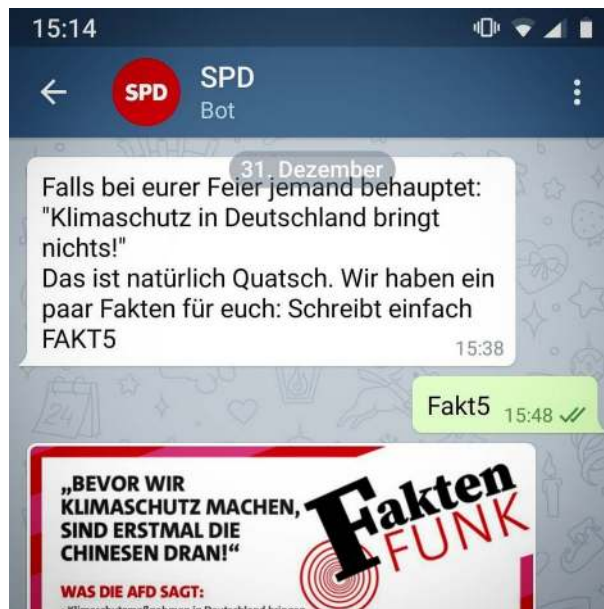 15:14
SPD
SPD
Bot
31. Dezember
Falls bei eurer Feier jemand behauptet:
"Klimaschutz in Deutschland bringt
nichts!"
Das ist natürlich Quatsch. Wir haben ein
paar Fakten für euch: Schreibt einfach
FAKT5
15:38
Fakt5 15:48
„BEVOR WIR
KLIMASCHUTZ MACHEN,
SIND ERSTMAL DIE
CHINESEN DRAN!“
Fakten
FUNK
WAS DIE AFD SAGT: